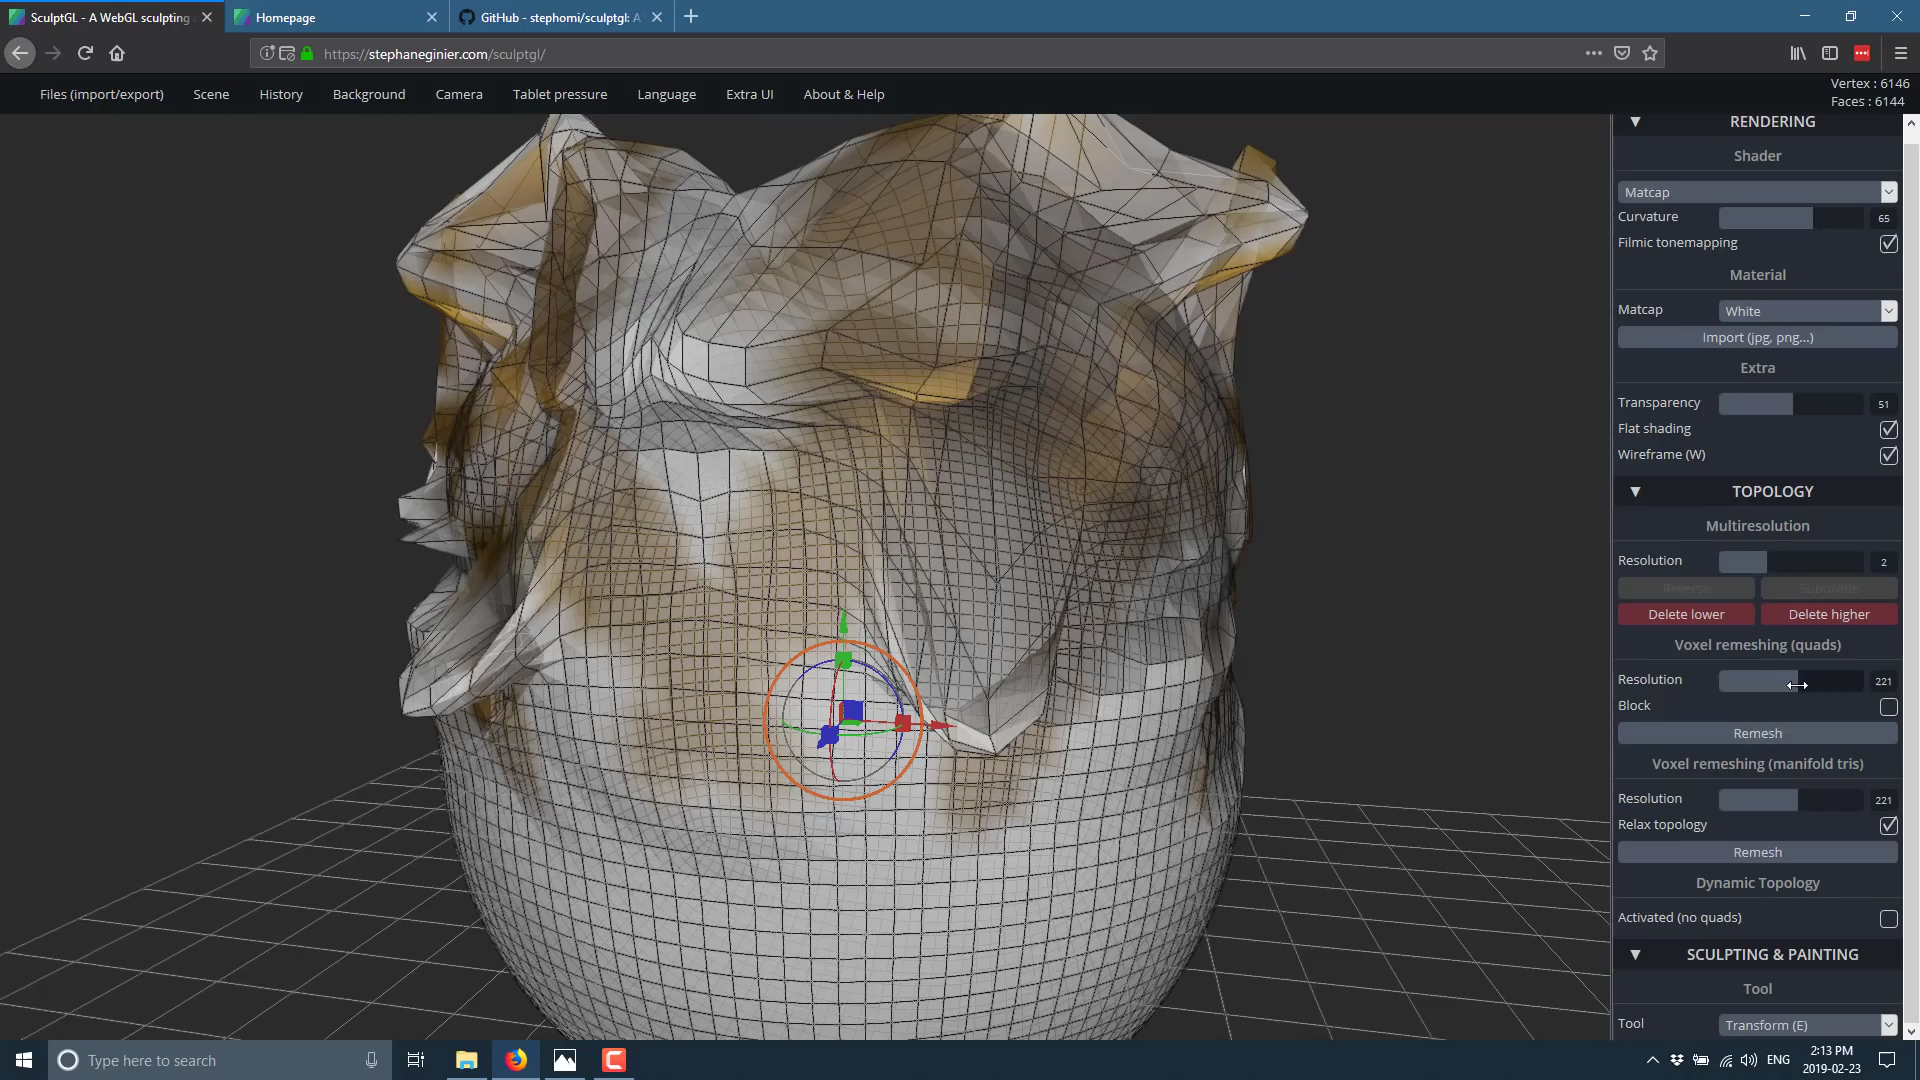 SculptGL - A WebGL sculpting
Homepage
GitHub - stephomi/sculptgl: A
https://stephaneginier.com/sculptgl/
Files (import/export)
Scene
History
Background
Camera
Tablet pressure
Language
Extra UI
About & Help
Vertex : 6146
Faces : 6144
RENDERING
Shader
Matcap
Curvature
65
Filmic tonemapping
Material
Matcap
White
Import (jpg, png...)
Extra
Transparency
51
Flat shading
Wireframe (W)
TOPOLOGY
Multiresolution
Resolution
2
Reverse
Subdivide
Delete lower
Delete higher
Voxel remeshing (quads)
Resolution
221
Block
Remesh
Voxel remeshing (manifold tris)
Resolution
221
Relax topology
Remesh
Dynamic Topology
Activated (no quads)
SCULPTING & PAINTING
Tool
Tool
Transform (E)
Type here to search
ENG
2:13 PM
2019-02-23